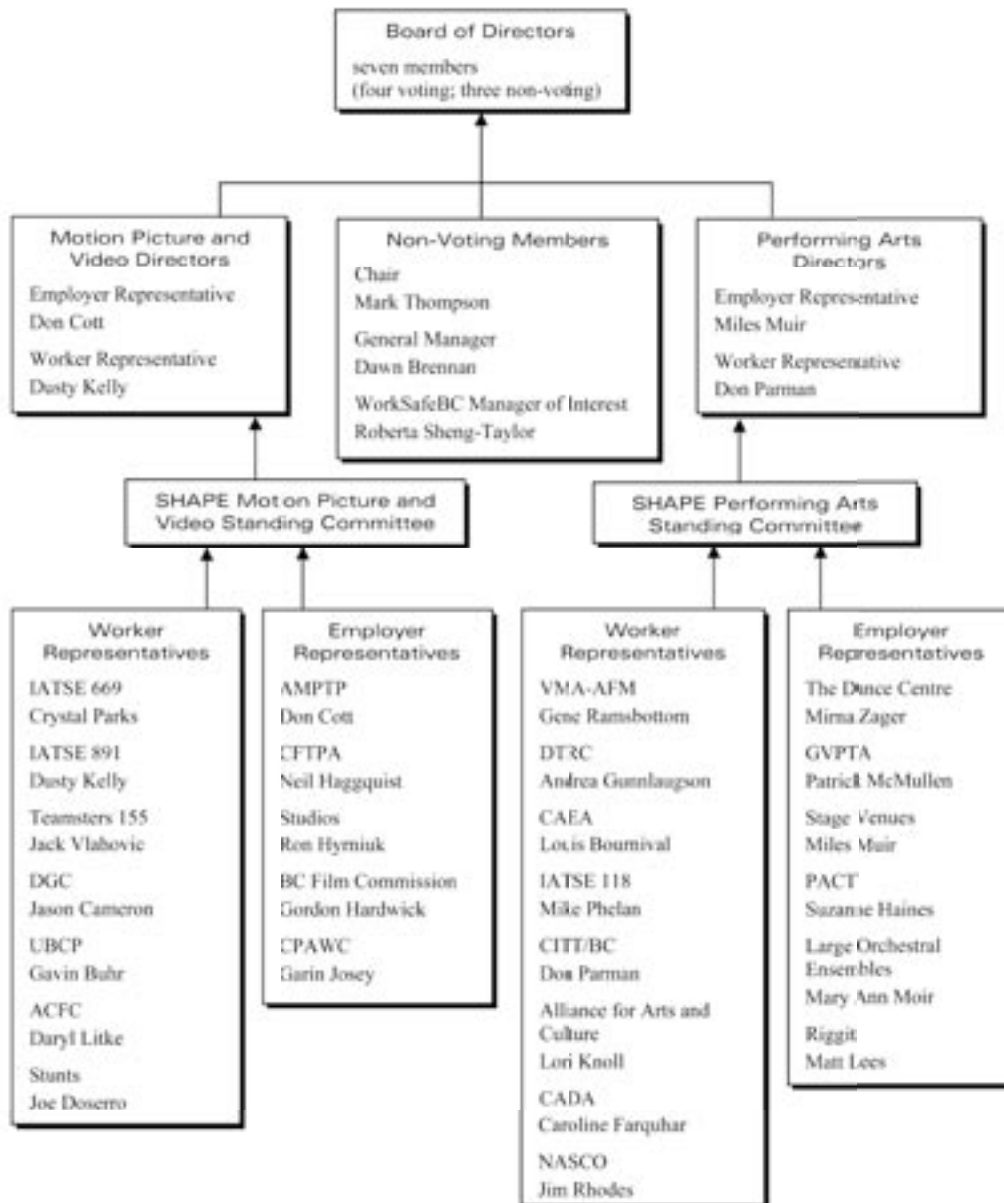 Board of Directors
seven members
(four voting; three non-voting)
Motion Picture and
Video Directors
Employer Representative
Don Cott
Worker Representative
Dusty Kelly
Non-Voting Members
Chair
Mark Thompson
General Manager
Dawn Brennan
WorkSafeBC Manager of Interest
Roberta Sheng-Taylor
Performing Arts
Directors
Employer Representative
Miles Muir
Worker Representative
Don Parman
SHAPE Motion Picture and
Video Standing Committee
SHAPE Performing Arts
Standing Committee
Worker
Representatives
IATSE 669
Crystal Parks
IATSE 891
Dusty Kelly
Teamsters 155
Jack Vlahovic
DGC
Jason Cameron
UBCP
Gavin Buhr
ACFC
Daryl Litke
Stunts
Joe Doserro
Employer
Representatives
AMPTP
Don Cott
CFTPA
Neil Haggquist
Studios
Ron Hyrniuk
BC Film Commission
Gordon Hardwick
CPAWC
Garin Josey
Worker
Representatives
VMA-AFM
Gene Ramsbottom
DTRC
Andrea Gunnlaugson
CAEA
Louis Bournival
IATSE 118
Mike Phelan
CITT/BC
Don Parman
Alliance for Arts and
Culture
Lori Knoll
CADA
Caroline Farquhar
NASCO
Jim Rhodes
Employer
Representatives
The Dance Centre
Mirna Zager
GVPTA
Patrick McMullen
Stage Venues
Miles Muir
PACT
Suzanne Haines
Large Orchestral
Ensembles
Mary Ann Moir
Riggit
Matt Lees